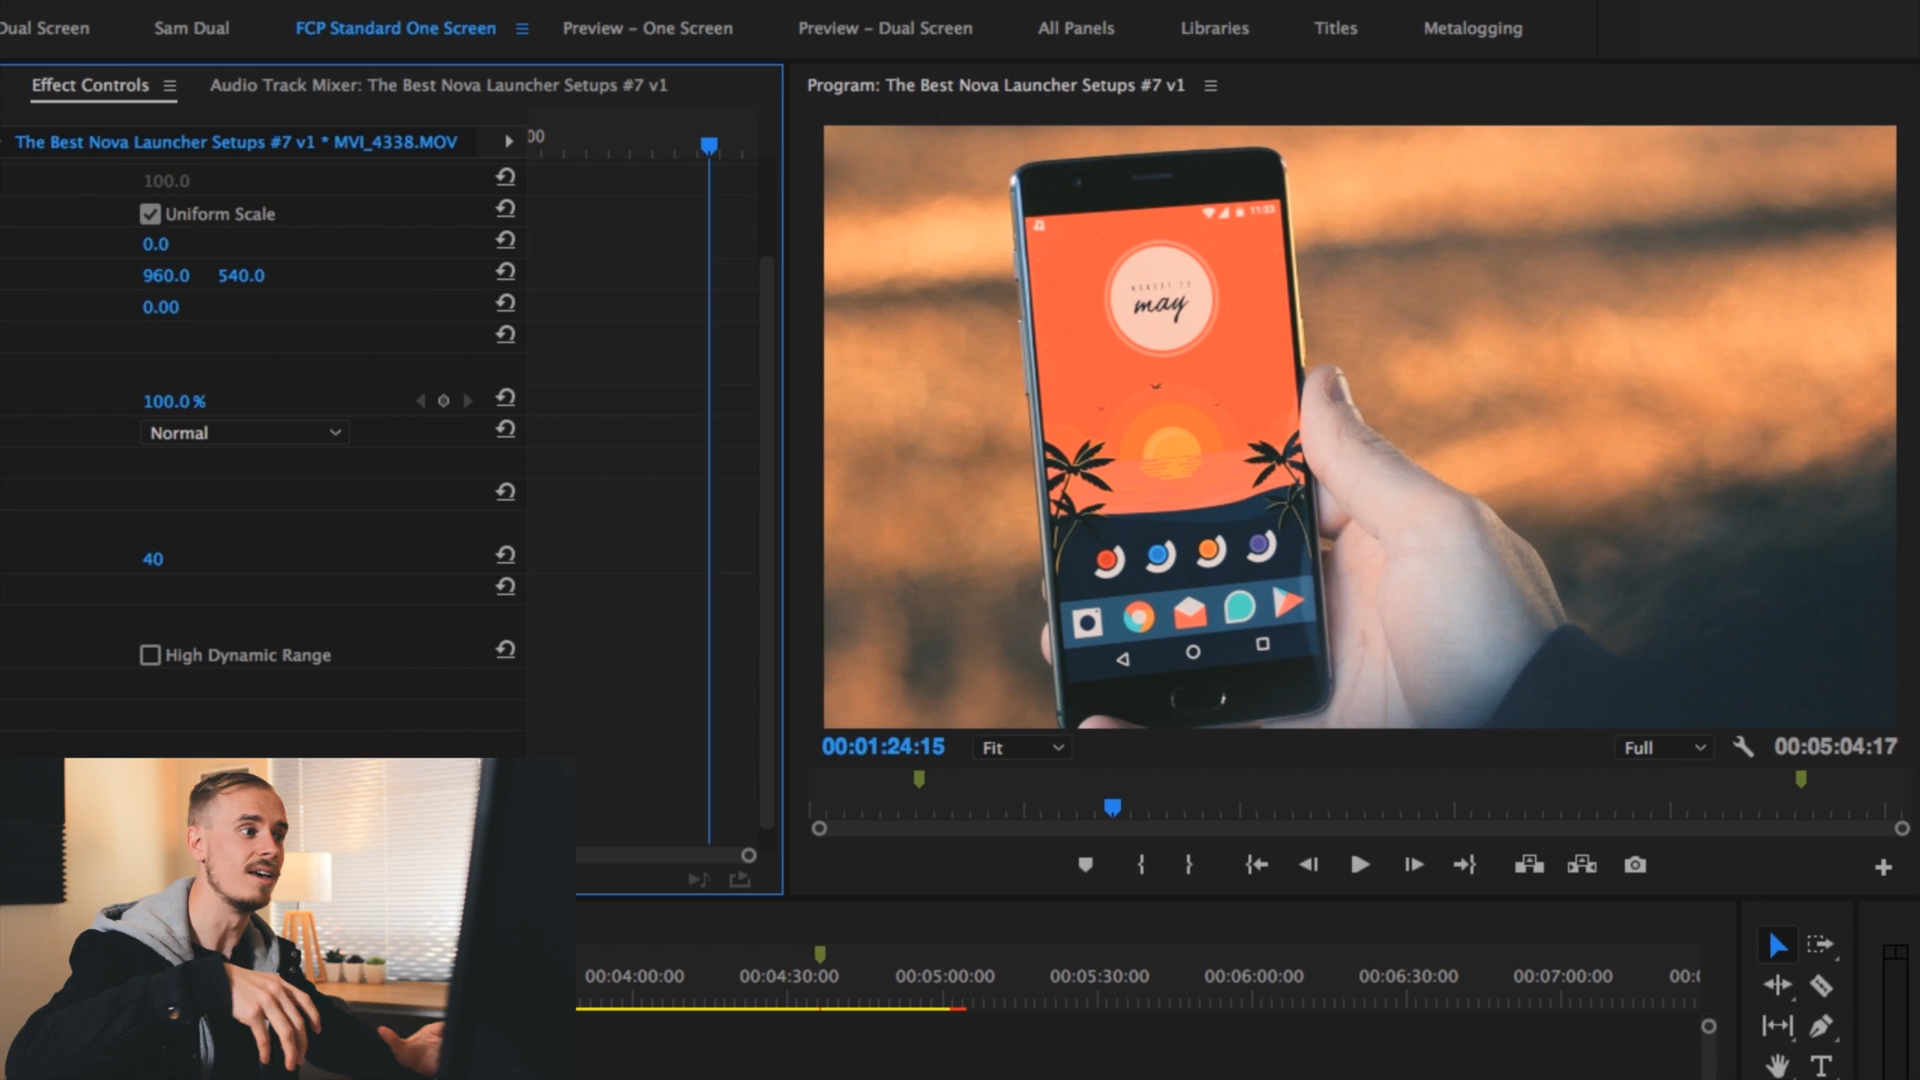 Dual Screen
Sam Dual
FCP Standard One Screen
Preview – One Screen
Preview – Dual Screen
All Panels
Libraries
Titles
Metalogging
Effect Controls
Audio Track Mixer: The Best Nova Launcher Setups #7 v1
Program: The Best Nova Launcher Setups #7 v1
The Best Nova Launcher Setups #7 v1 * MVI_4338.MOV
00
100.0
Uniform Scale
0.0
960.0 540.0
0.00
100.0 %
Normal
40
High Dynamic Range
11:33
may
00:01:24:15
Fit
Full
00:05:04:17
00:04:00:00
00:04:30:00
00:05:00:00
00:05:30:00
00:06:00:00
00:06:30:00
00:07:00:00